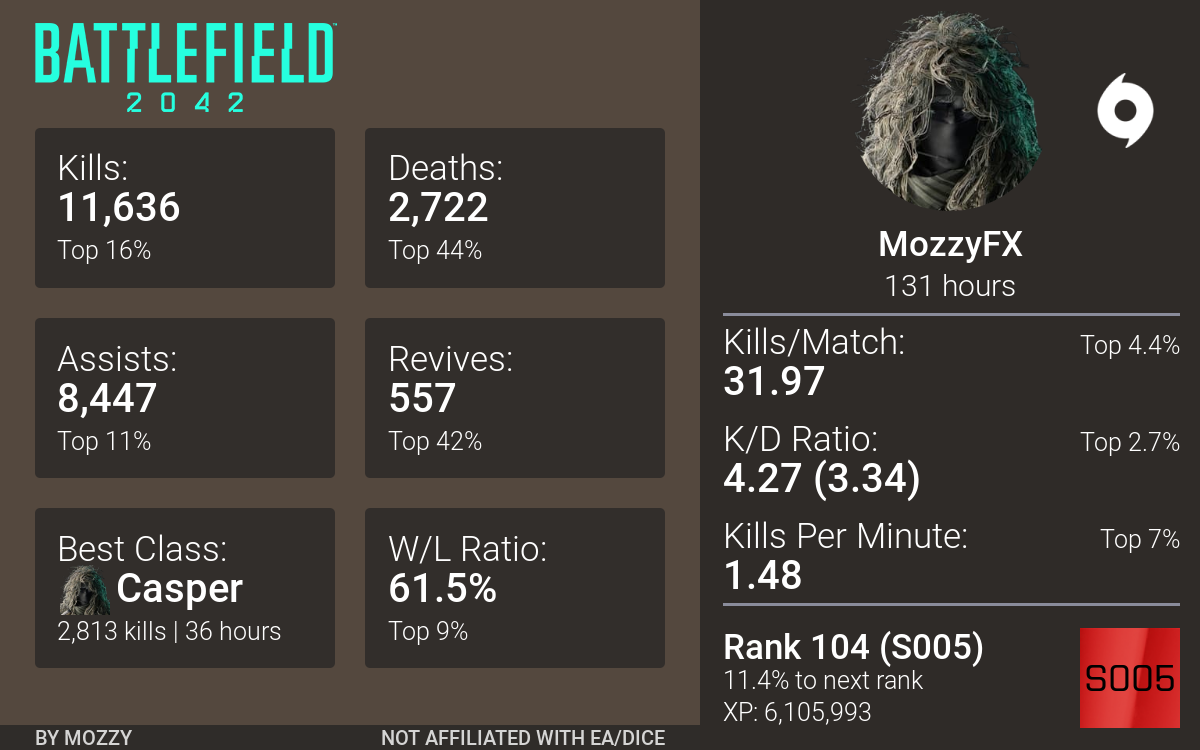 BATTLEFIELD™
2042
Kills:
11,636
Top 16%
Deaths:
2,722
Top 44%
Assists:
8,447
Top 11%
Revives:
557
Top 42%
Best Class:
Casper
2,813 kills | 36 hours
W/L Ratio:
61.5%
Top 9%
BY MOZZY
NOT AFFILIATED WITH EA/DICE
MozzyFX
131 hours
Kills/Match:
Top 4.4%
31.97
K/D Ratio:
Top 2.7%
4.27 (3.34)
Kills Per Minute:
Top 7%
1.48
Rank 104 (S005)
11.4% to next rank
XP: 6,105,993
S005